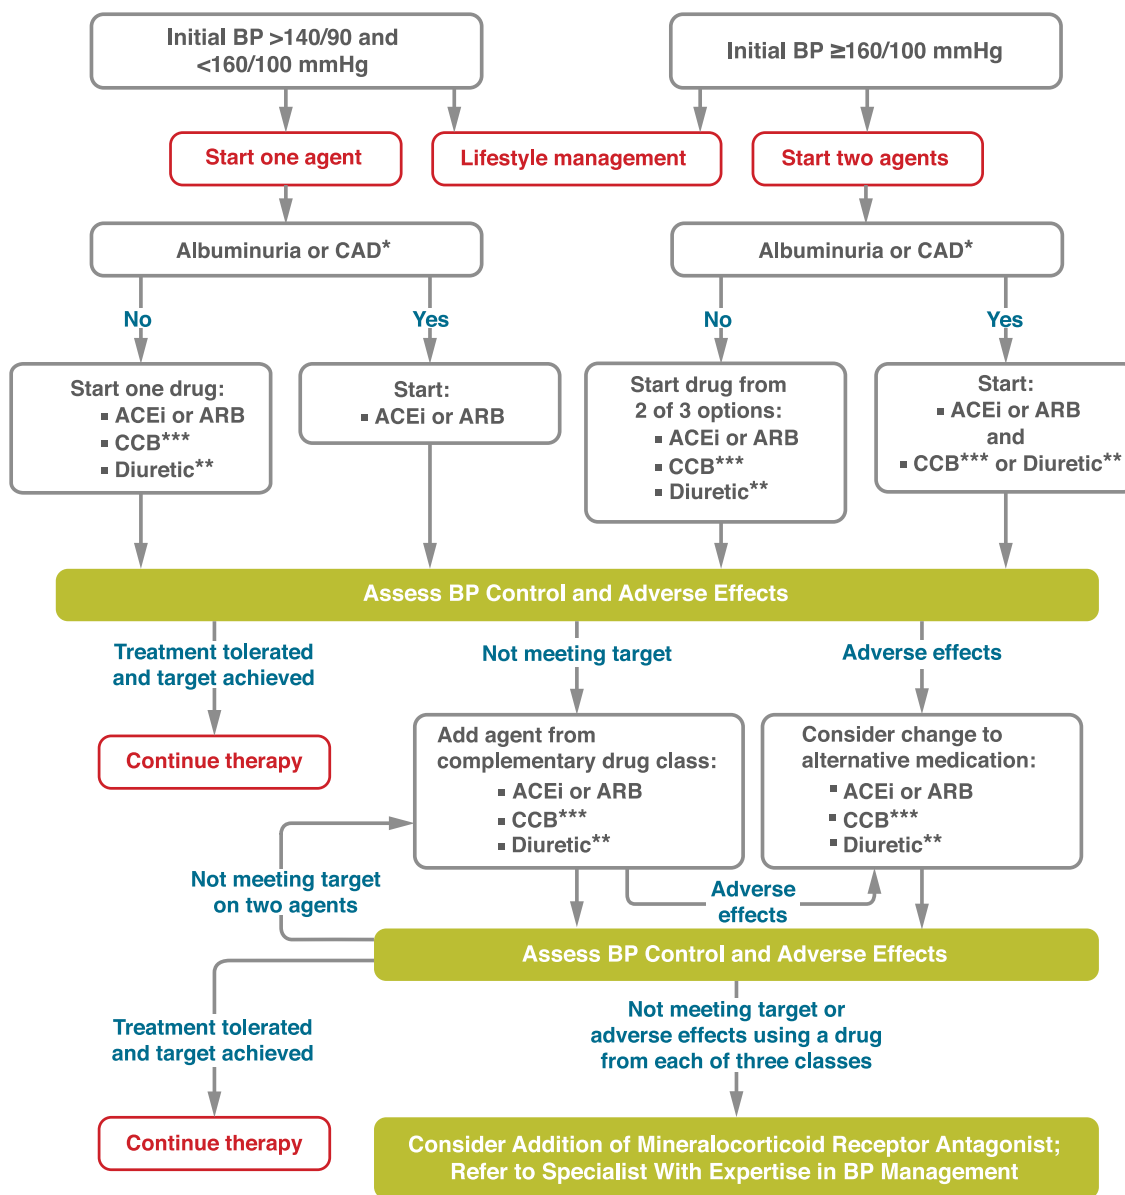 Initial BP >140/90 and
<160/100 mmHg
Initial BP ≥160/100 mmHg
Start one agent
Lifestyle management
Start two agents
Albuminuria or CAD*
Albuminuria or CAD*
No
Yes
No
Yes
Start one drug:
▪ ACEi or ARB
▪ CCB***
▪ Diuretic**
Start:
▪ ACEi or ARB
Start drug from
2 of 3 options:
▪ ACEi or ARB
▪ CCB***
▪ Diuretic**
Start:
▪ ACEi or ARB
and
▪ CCB*** or Diuretic**
Assess BP Control and Adverse Effects
Treatment tolerated
and target achieved
Not meeting target
Adverse effects
Continue therapy
Add agent from
complementary drug class:
▪ ACEi or ARB
▪ CCB***
▪ Diuretic**
Consider change to
alternative medication:
▪ ACEi or ARB
▪ CCB***
▪ Diuretic**
Not meeting target
on two agents
Adverse
effects
Assess BP Control and Adverse Effects
Treatment tolerated
and target achieved
Not meeting target or
adverse effects using a drug
from each of three classes
Continue therapy
Consider Addition of Mineralocorticoid Receptor Antagonist;
Refer to Specialist With Expertise in BP Management